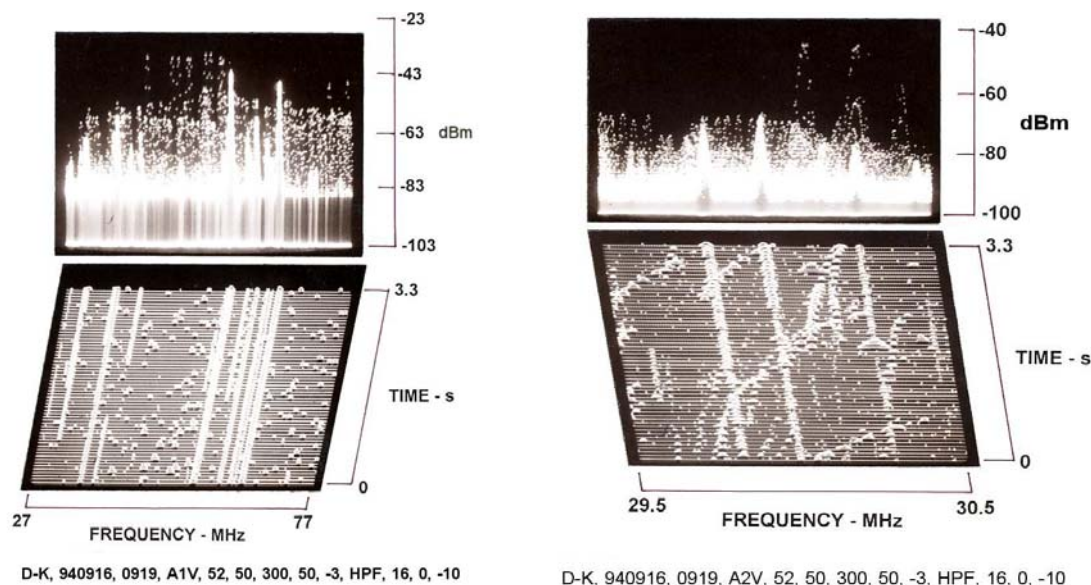 -23
-43
-63
dBm
-83
-103
3.3
TIME - s
0
27
77
FREQUENCY - MHz
D-K, 940916, 0919, A1V, 52, 50, 300, 50, -3, HPF, 16, 0, -10
-40
-60
dBm
-80
-100
3.3
TIME - s
0
29.5
30.5
FREQUENCY - MHz
D-K, 940916, 0919, A2V, 52, 50, 300, 50, -3, HPF, 16, 0, -10